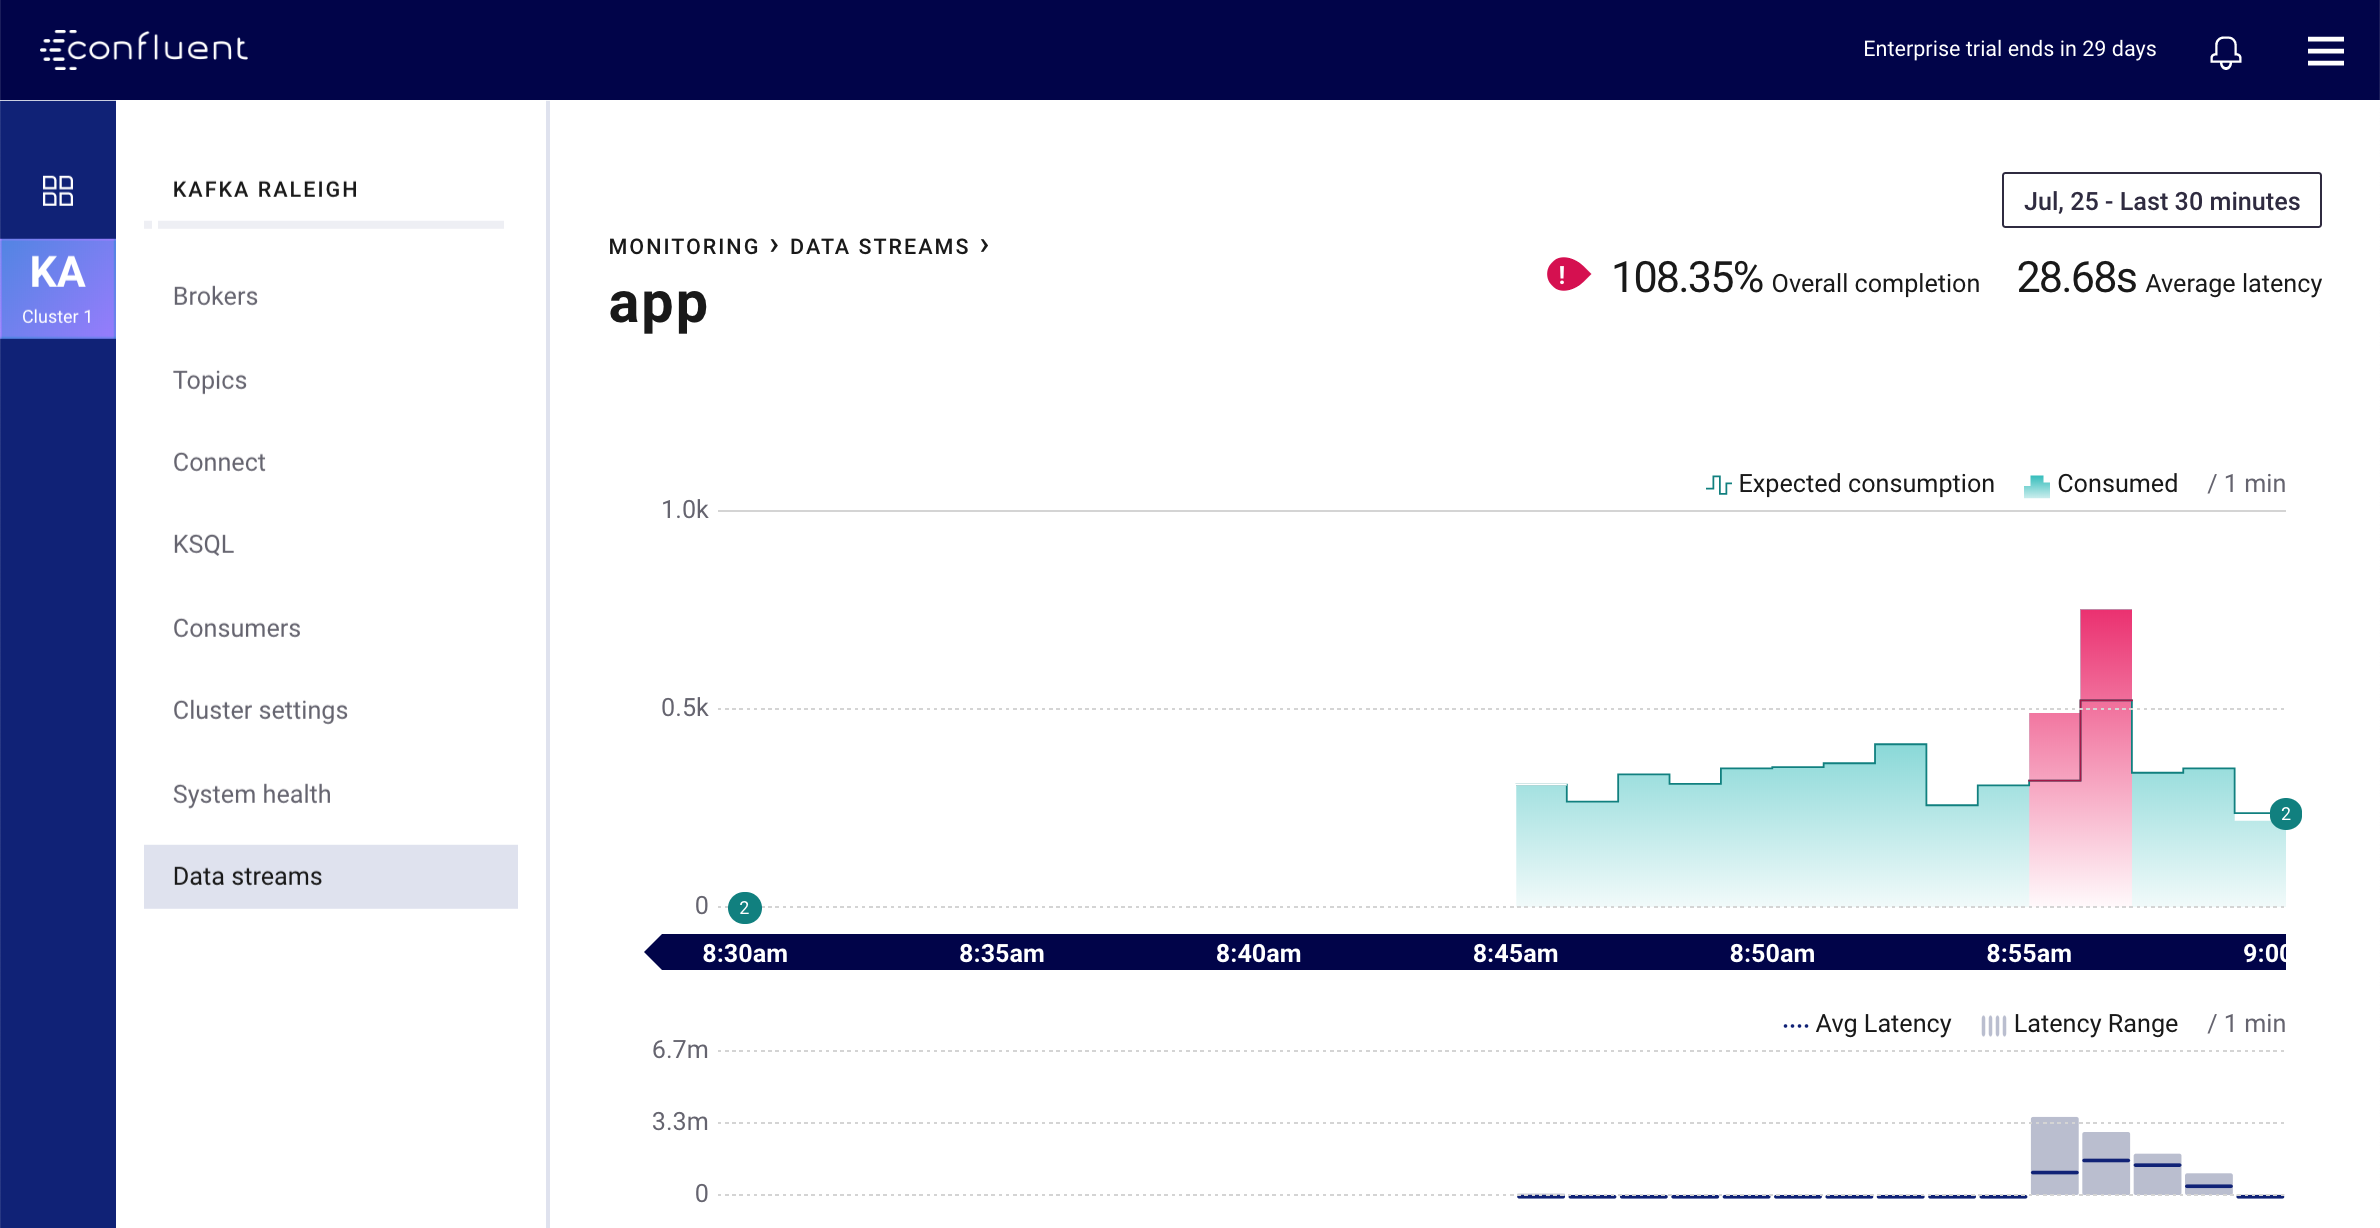 confluent
Enterprise trial ends in 29 days
KA
Cluster 1
KAFKA RALEIGH
Brokers
Topics
Connect
KSQL
Consumers
Cluster settings
System health
Data streams
Jul, 25 - Last 30 minutes
MONITORING › DATA STREAMS ›
app
! 108.35% Overall completion 28.68s Average latency
Expected consumption Consumed / 1 min
1.0k
0.5k
0
2
2
8:30am 8:35am 8:40am 8:45am 8:50am 8:55am 9:00
Avg Latency Latency Range / 1 min
6.7m
3.3m
0